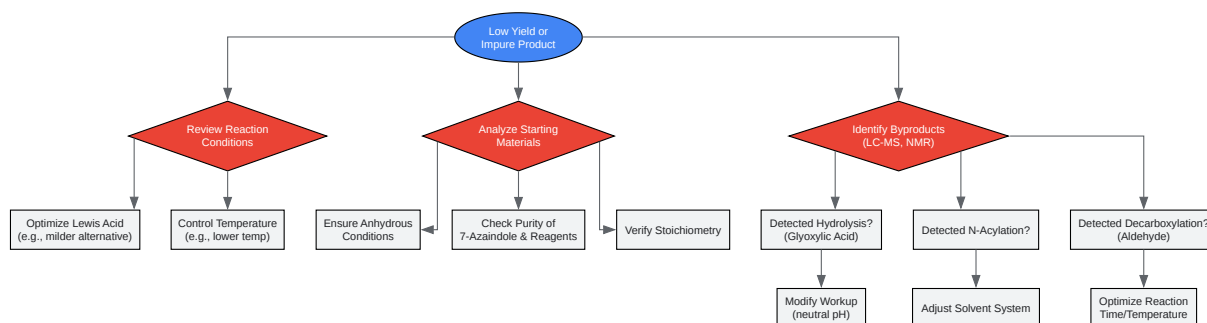 Low Yield or
Impure Product
Review Reaction
Conditions
Analyze Starting
Materials
Identify Byproducts
(LC-MS, NMR)
Optimize Lewis Acid
(e.g., milder alternative)
Control Temperature
(e.g., lower temp)
Ensure Anhydrous
Conditions
Check Purity of
7-Azaindole & Reagents
Verify Stoichiometry
Detected Hydrolysis?
(Glyoxylic Acid)
Detected N-Acylation?
Detected Decarboxylation?
(Aldehyde)
Modify Workup
(neutral pH)
Adjust Solvent System
Optimize Reaction
Time/Temperature